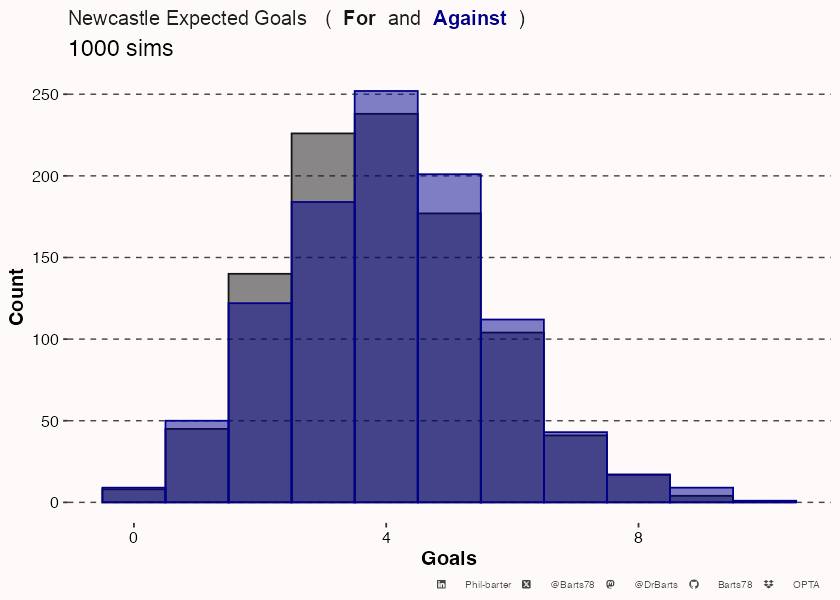 Newcastle Expected Goals ( For and Against )
1000 sims
250
200
150
100
50
0
Count
0 4 8
Goals
Phil-barter @Barts78 @DrBarts Barts78 OPTA